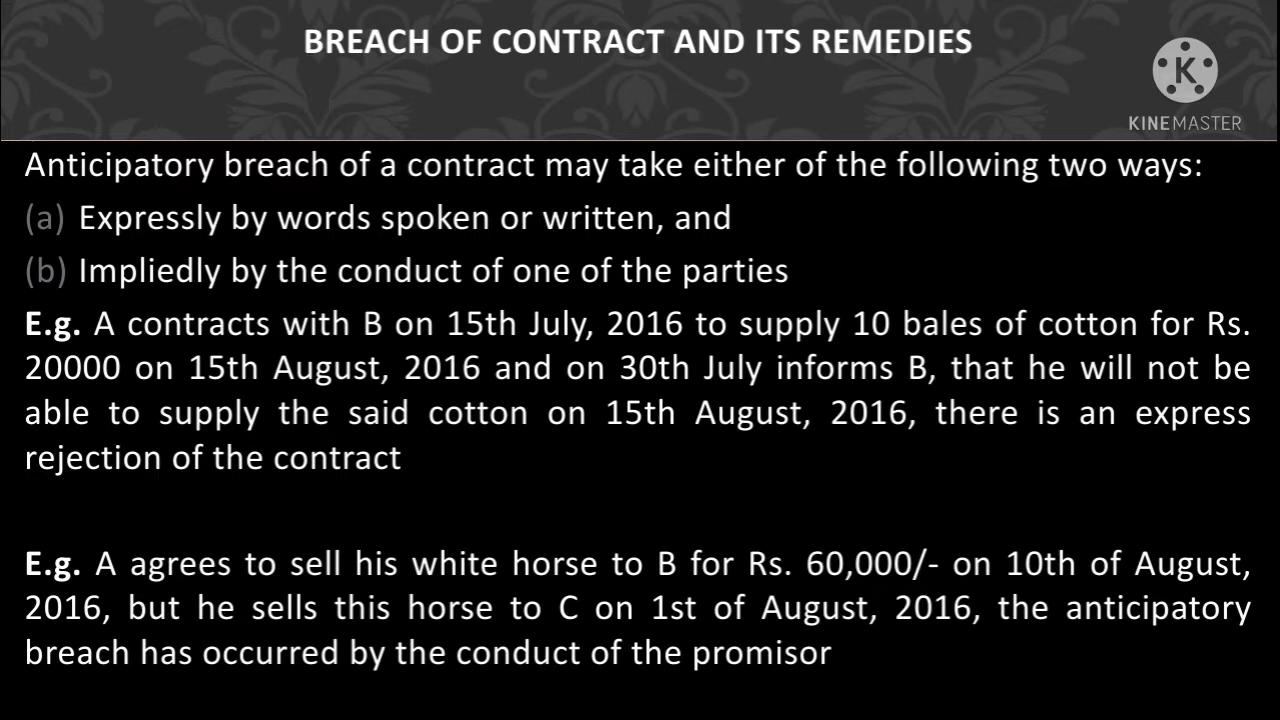 BREACH OF CONTRACT AND ITS REMEDIES
K
KINEMASTER
Anticipatory breach of a contract may take either of the following two ways:
(a) Expressly by words spoken or written, and
(b) Impliedly by the conduct of one of the parties
E.g. A contracts with B on 15th July, 2016 to supply 10 bales of cotton for Rs.
20000 on 15th August, 2016 and on 30th July informs B, that he will not be
able to supply the said cotton on 15th August, 2016, there is an express
rejection of the contract
E.g. A agrees to sell his white horse to B for Rs. 60,000/- on 10th of August,
2016, but he sells this horse to C on 1st of August, 2016, the anticipatory
breach has occurred by the conduct of the promisor